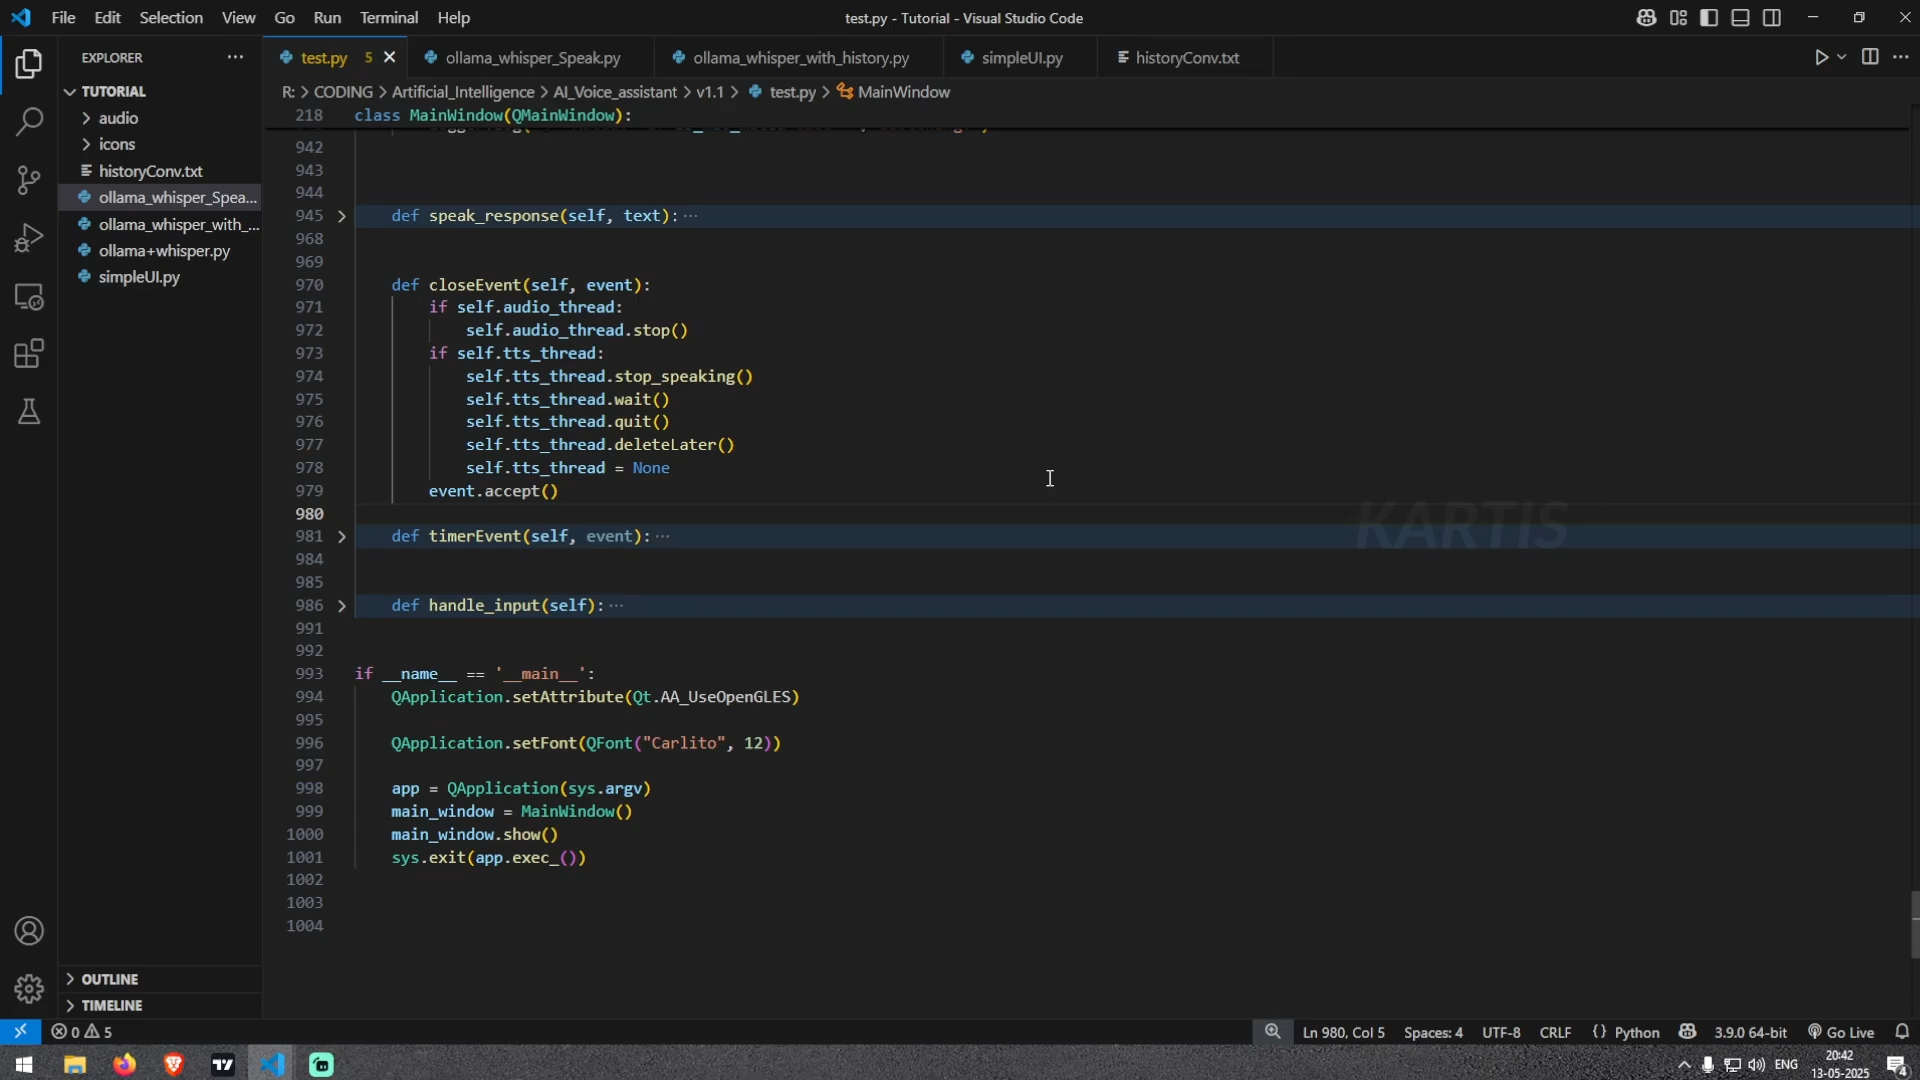 File Edit Selection View Go Run Terminal Help
test.py - Tutorial - Visual Studio Code
EXPLORER
test.py 5
ollama_whisper_Speak.py
ollama_whisper_with_history.py
simpleUI.py
historyConv.txt
TUTORIAL
audio
icons
historyConv.txt
ollama_whisper_Spea...
ollama_whisper_with_...
ollama+whisper.py
simpleUI.py
R: > CODING > Artificial_Intelligence > AI_Voice_assistant > v1.1 > test.py > MainWindow
218 class MainWindow(QMainWindow):
942
943
944
945 def speak_response(self, text): ...
968
969
970 def closeEvent(self, event):
971 if self.audio_thread:
972 self.audio_thread.stop()
973 if self.tts_thread:
974 self.tts_thread.stop_speaking()
975 self.tts_thread.wait()
976 self.tts_thread.quit()
977 self.tts_thread.deleteLater()
978 self.tts_thread = None
979 event.accept()
980
981 def timerEvent(self, event): ...
984
985
986 def handle_input(self): ...
991
992
993 if __name__ == '__main__':
994 QApplication.setAttribute(Qt.AA_UseOpenGLES)
995
996 QApplication.setFont(QFont("Carlito", 12))
997
998 app = QApplication(sys.argv)
999 main_window = MainWindow()
1000 main_window.show()
1001 sys.exit(app.exec_())
1002
1003
1004
KARTIS
OUTLINE
TIMELINE
0 5
Ln 980, Col 5 Spaces: 4 UTF-8 CRLF {} Python 3.9.0 64-bit Go Live
ENG
20:42
13-05-2025
4